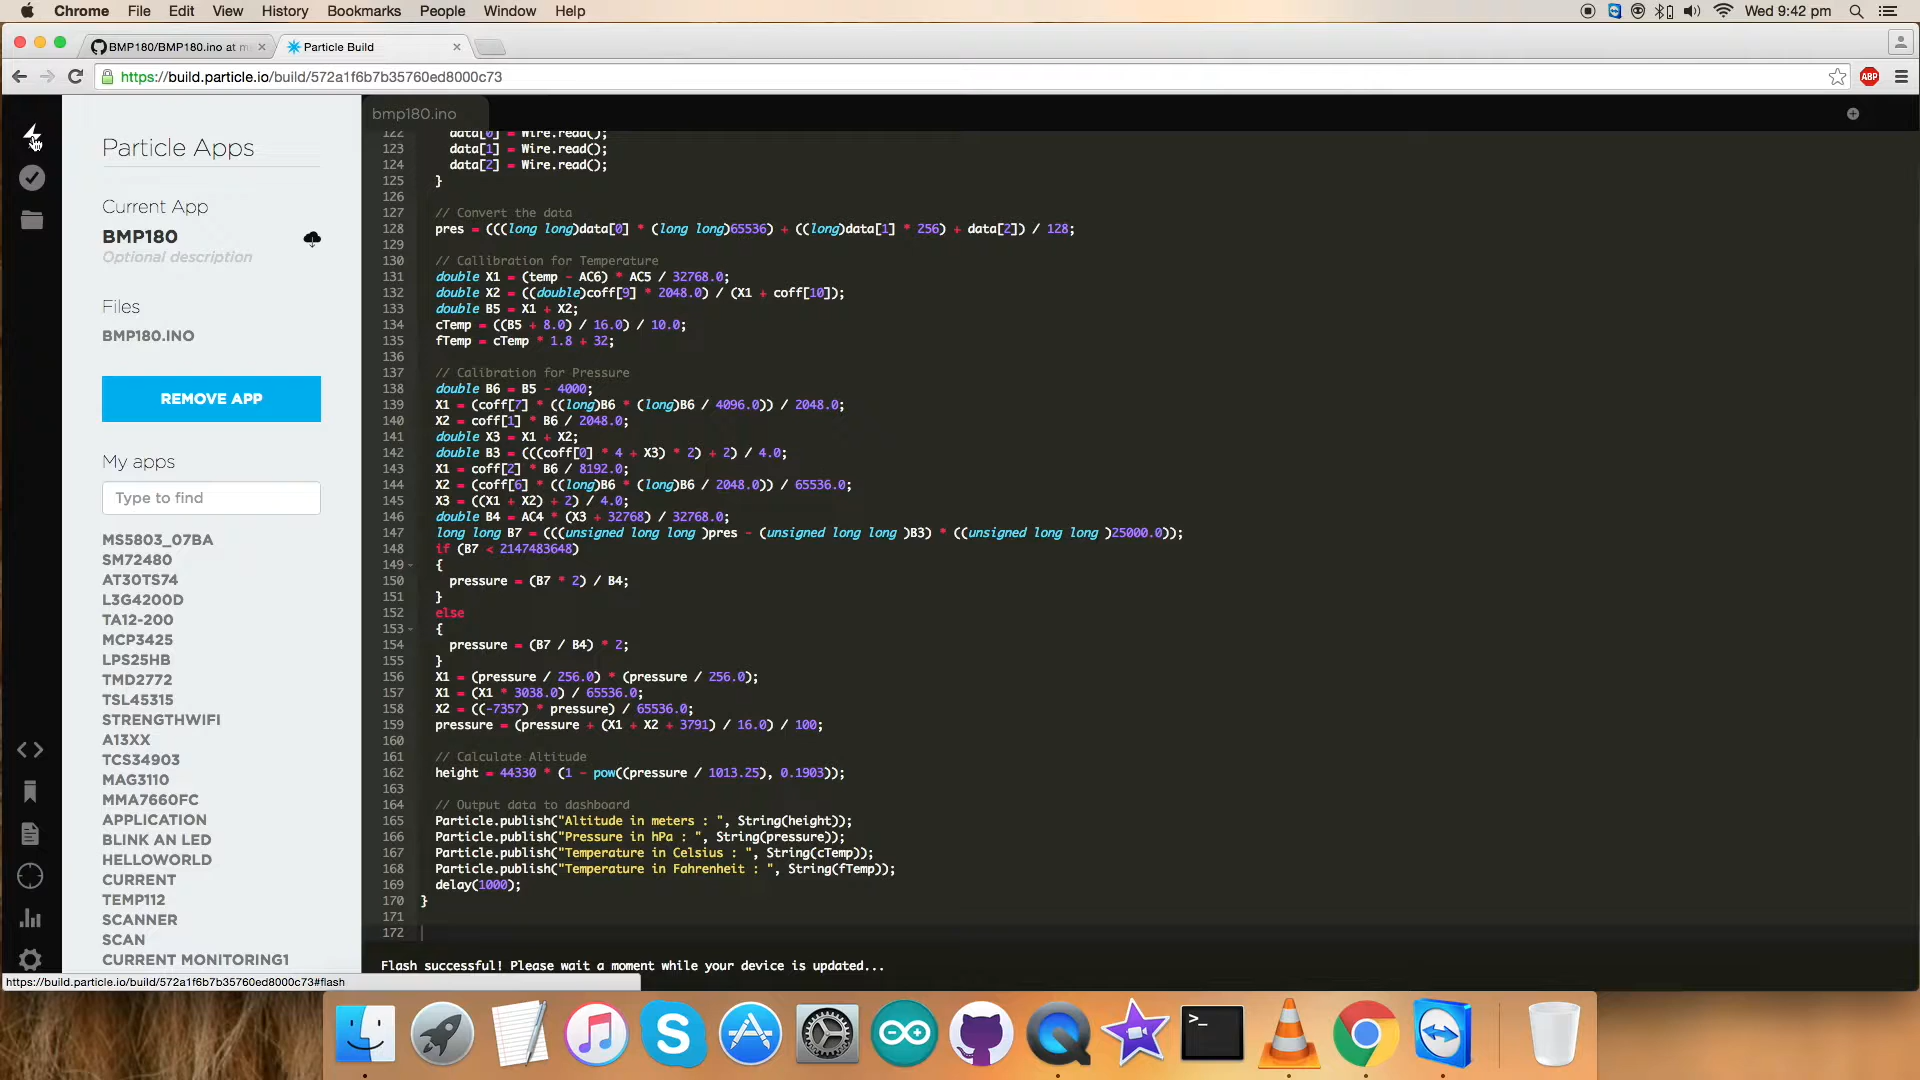 Chrome File Edit View History Bookmarks People Window Help Wed 9:42 pm
BMP180/BMP180.ino at m Particle Build
https://build.particle.io/build/572a1f6b7b35760ed8000c73 ABP
Particle Apps
Current App
BMP180
Optional description
Files
BMP180.INO
REMOVE APP
My apps
Type to find
MS5803_07BA
SM72480
AT30TS74
L3G4200D
TA12-200
MCP3425
LPS25HB
TMD2772
TSL45315
STRENGTHWIFI
A13XX
TCS34903
MAG3110
MMA7660FC
APPLICATION
BLINK AN LED
HELLOWORLD
CURRENT
TEMP112
SCANNER
SCAN
CURRENT MONITORING1
https://build.particle.io/build/572a1f6b7b35760ed8000c73#flash
bmp180.ino
122 data[0] = Wire.read();
123 data[1] = Wire.read();
124 data[2] = Wire.read();
125 }
126
127 // Convert the data
128 pres = (((long long)data[0] * (long long)65536) + ((long)data[1] * 256) + data[2]) / 128;
129
130 // Callibration for Temperature
131 double X1 = (temp - AC6) * AC5 / 32768.0;
132 double X2 = ((double)coff[9] * 2048.0) / (X1 + coff[10]);
133 double B5 = X1 + X2;
134 cTemp = ((B5 + 8.0) / 16.0) / 10.0;
135 fTemp = cTemp * 1.8 + 32;
136
137 // Calibration for Pressure
138 double B6 = B5 - 4000;
139 X1 = (coff[7] * ((long)B6 * (long)B6 / 4096.0)) / 2048.0;
140 X2 = coff[1] * B6 / 2048.0;
141 double X3 = X1 + X2;
142 double B3 = (((coff[0] * 4 + X3) * 2) + 2) / 4.0;
143 X1 = coff[2] * B6 / 8192.0;
144 X2 = (coff[6] * ((long)B6 * (long)B6 / 2048.0)) / 65536.0;
145 X3 = ((X1 + X2) + 2) / 4.0;
146 double B4 = AC4 * (X3 + 32768) / 32768.0;
147 long long B7 = (((unsigned long long )pres - (unsigned long long )B3) * ((unsigned long long )25000.0));
148 if (B7 < 2147483648)
149 {
150 pressure = (B7 * 2) / B4;
151 }
152 else
153 {
154 pressure = (B7 / B4) * 2;
155 }
156 X1 = (pressure / 256.0) * (pressure / 256.0);
157 X1 = (X1 * 3038.0) / 65536.0;
158 X2 = ((-7357) * pressure) / 65536.0;
159 pressure = (pressure + (X1 + X2 + 3791) / 16.0) / 100;
160
161 // Calculate Altitude
162 height = 44330 * (1 - pow((pressure / 1013.25), 0.1903));
163
164 // Output data to dashboard
165 Particle.publish("Altitude in meters : ", String(height));
166 Particle.publish("Pressure in hPa : ", String(pressure));
167 Particle.publish("Temperature in Celsius : ", String(cTemp));
168 Particle.publish("Temperature in Fahrenheit : ", String(fTemp));
169 delay(1000);
170 }
171
172
Flash successful! Please wait a moment while your device is updated...
>_